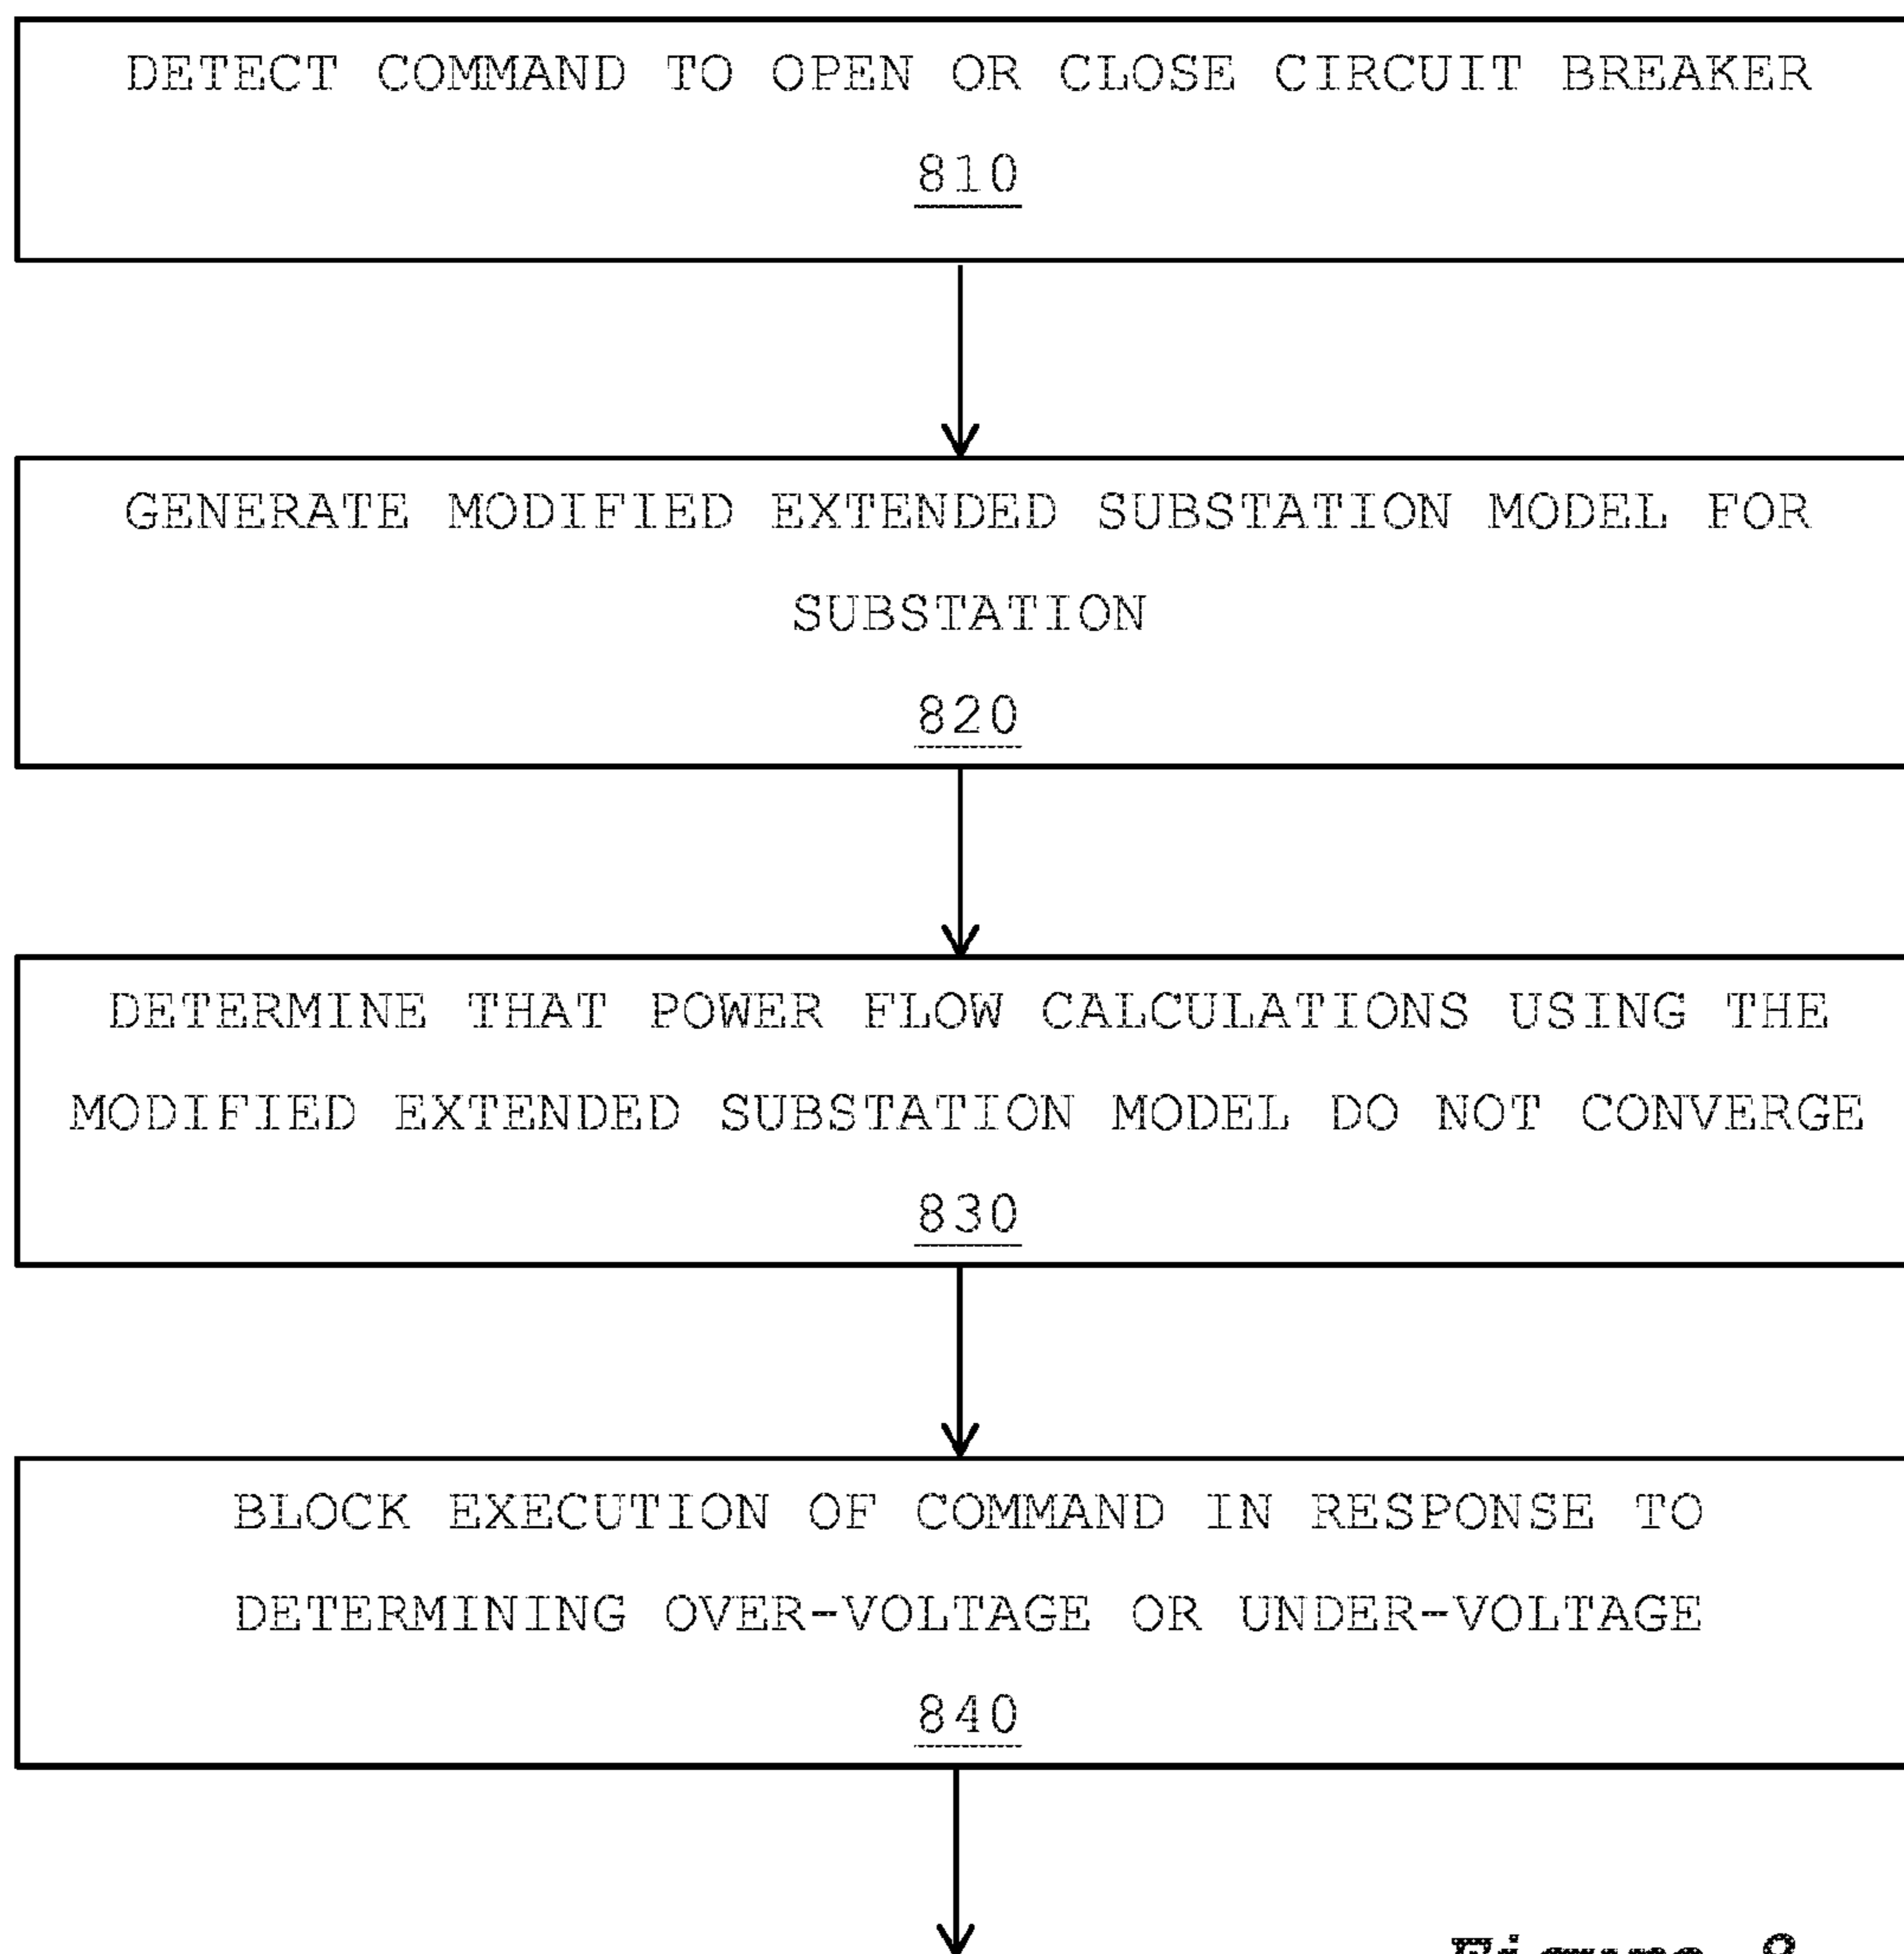 DETECT COMMAND TO OPEN OR CLOSE CIRCUIT BREAKER
810
GENERATE MODIFIED EXTENDED SUBSTATION MODEL FOR
SUBSTATION
820
DETERMINE THAT POWER FLOW CALCULATIONS USING THE
MODIFIED EXTENDED SUBSTATION MODEL DO NOT CONVERGE
830
BLOCK EXECUTION OF COMMAND IN RESPONSE TO
DETERMINING OVER-VOLTAGE OR UNDER-VOLTAGE
840
Figure